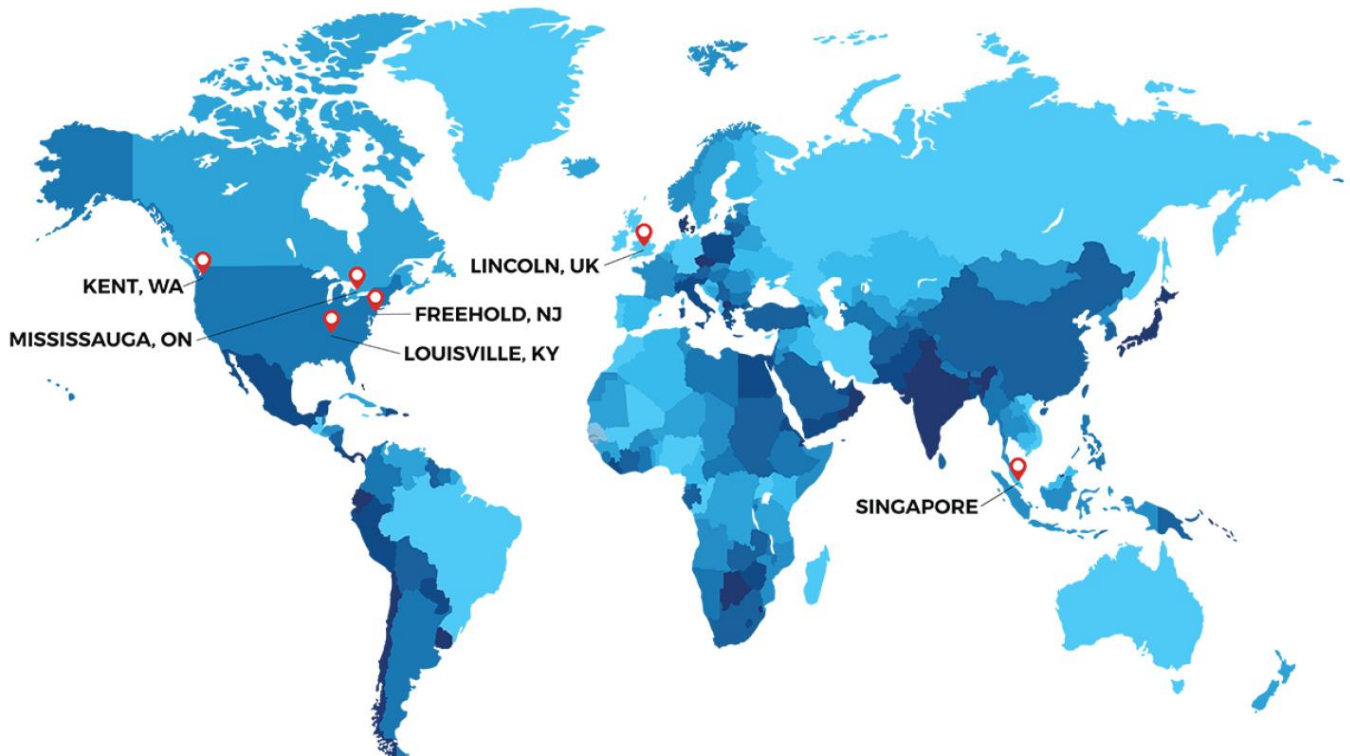 LINCOLN, UK
KENT, WA
FREEHOLD, NJ
MISSISSAUGA, ON
LOUISVILLE, KY
SINGAPORE